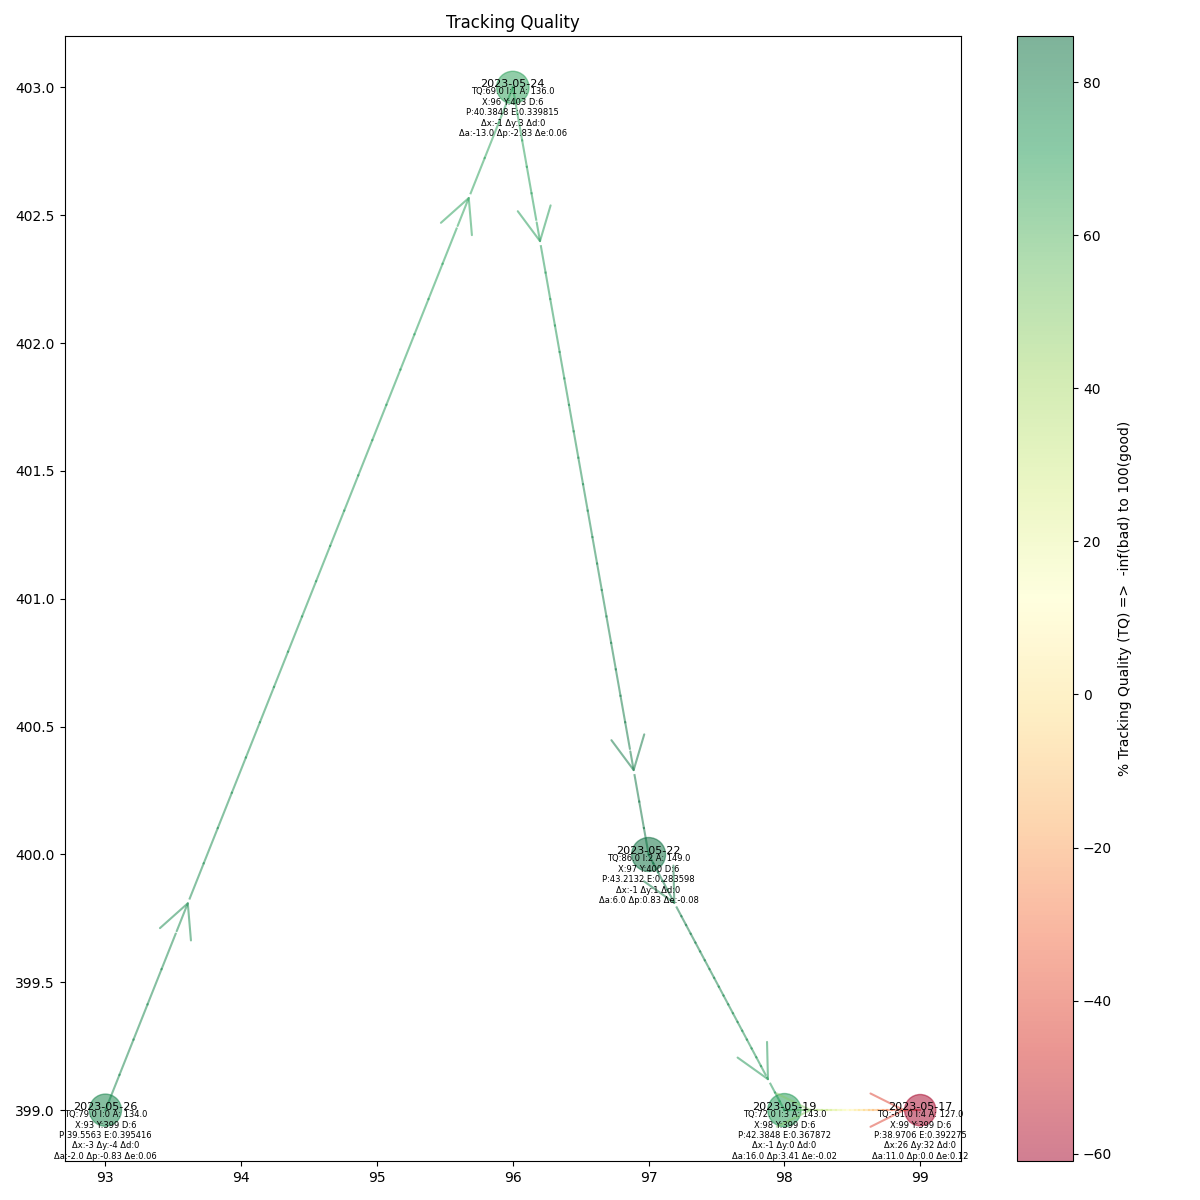 Tracking Quality
403.0
402.5
402.0
401.5
401.0
400.5
400.0
399.5
399.0
2023-05-24
TQ:69.0 I:1 A: 136.0
X:96 Y:403 D:6
P:40.3848 E:0.339815
Δx:-1 Δy:3 Δd:0
Δa:-13.0 Δp:-2.83 Δe:0.06
2023-05-22
TQ:86.0 I:2 A: 149.0
X:97 Y:400 D:6
P:43.2132 E:0.283598
Δx:-1 Δy:1 Δd:0
Δa:6.0 Δp:0.83 Δe:-0.08
2023-05-26
TQ:79.0 I:0 A: 134.0
X:93 Y:399 D:6
P:39.5563 E:0.395416
Δx:-3 Δy:-4 Δd:0
Δa:-2.0 Δp:-0.83 Δe:0.06
2023-05-19
TQ:72.0 I:3 A: 143.0
X:98 Y:399 D:6
P:42.3848 E:0.367872
Δx:-1 Δy:0 Δd:0
Δa:16.0 Δp:3.41 Δe:-0.02
2023-05-17
TQ:-61.0 I:4 A: 127.0
X:99 Y:399 D:6
P:38.9706 E:0.392275
Δx:26 Δy:32 Δd:0
Δa:11.0 Δp:0.0 Δe:0.12
93 94 95 96 97 98 99
80
60
40
20
0
−20
−40
−60
% Tracking Quality (TQ) => -inf(bad) to 100(good)